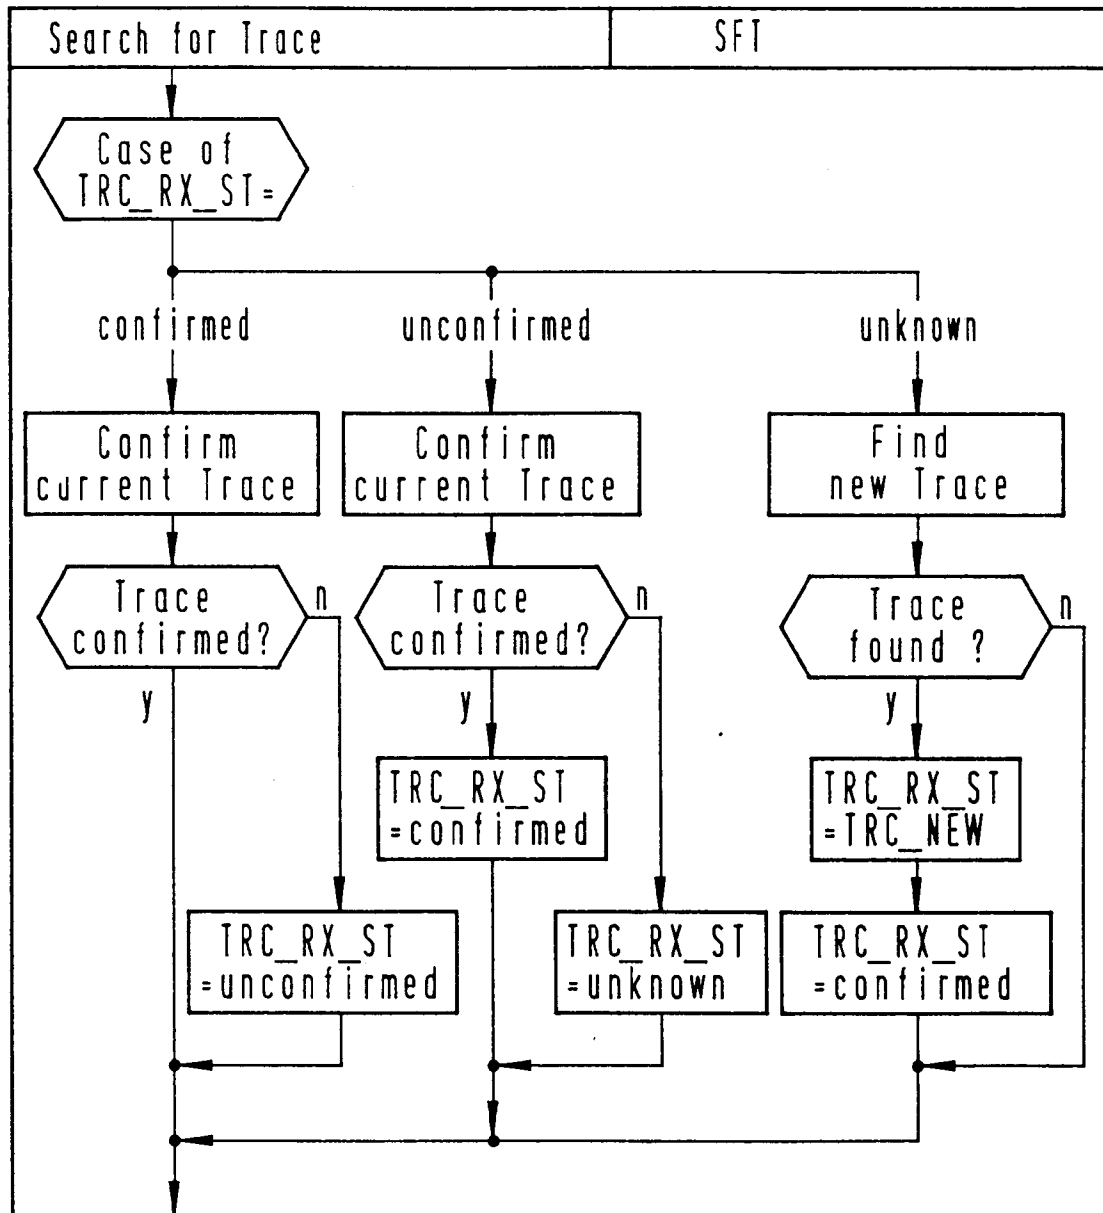 Search for Trace
SFT
Case of
TRC_RX_ST=
confirmed
unconfirmed
unknown
Confirm
current Trace
Confirm
current Trace
Find
new Trace
Trace
confirmed?
n
y
Trace
confirmed?
n
y
Trace
found ?
n
y
TRC_RX_ST
=confirmed
TRC_RX_ST
=TRC_NEW
TRC_RX_ST
=unconfirmed
TRC_RX_ST
=unknown
TRC_RX_ST
=confirmed